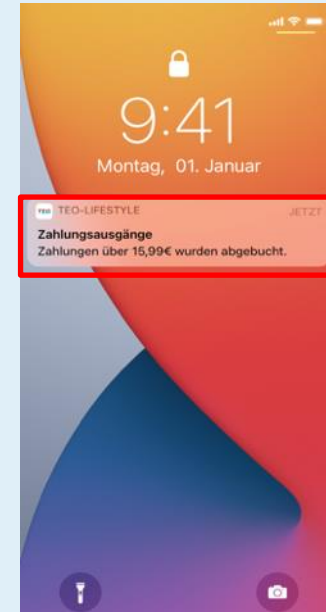 9:41
Montag, 01. Januar
TEO TEO-LIFESTYLE JETZT
Zahlungsausgänge
Zahlungen über 15,99€ wurden abgebucht.